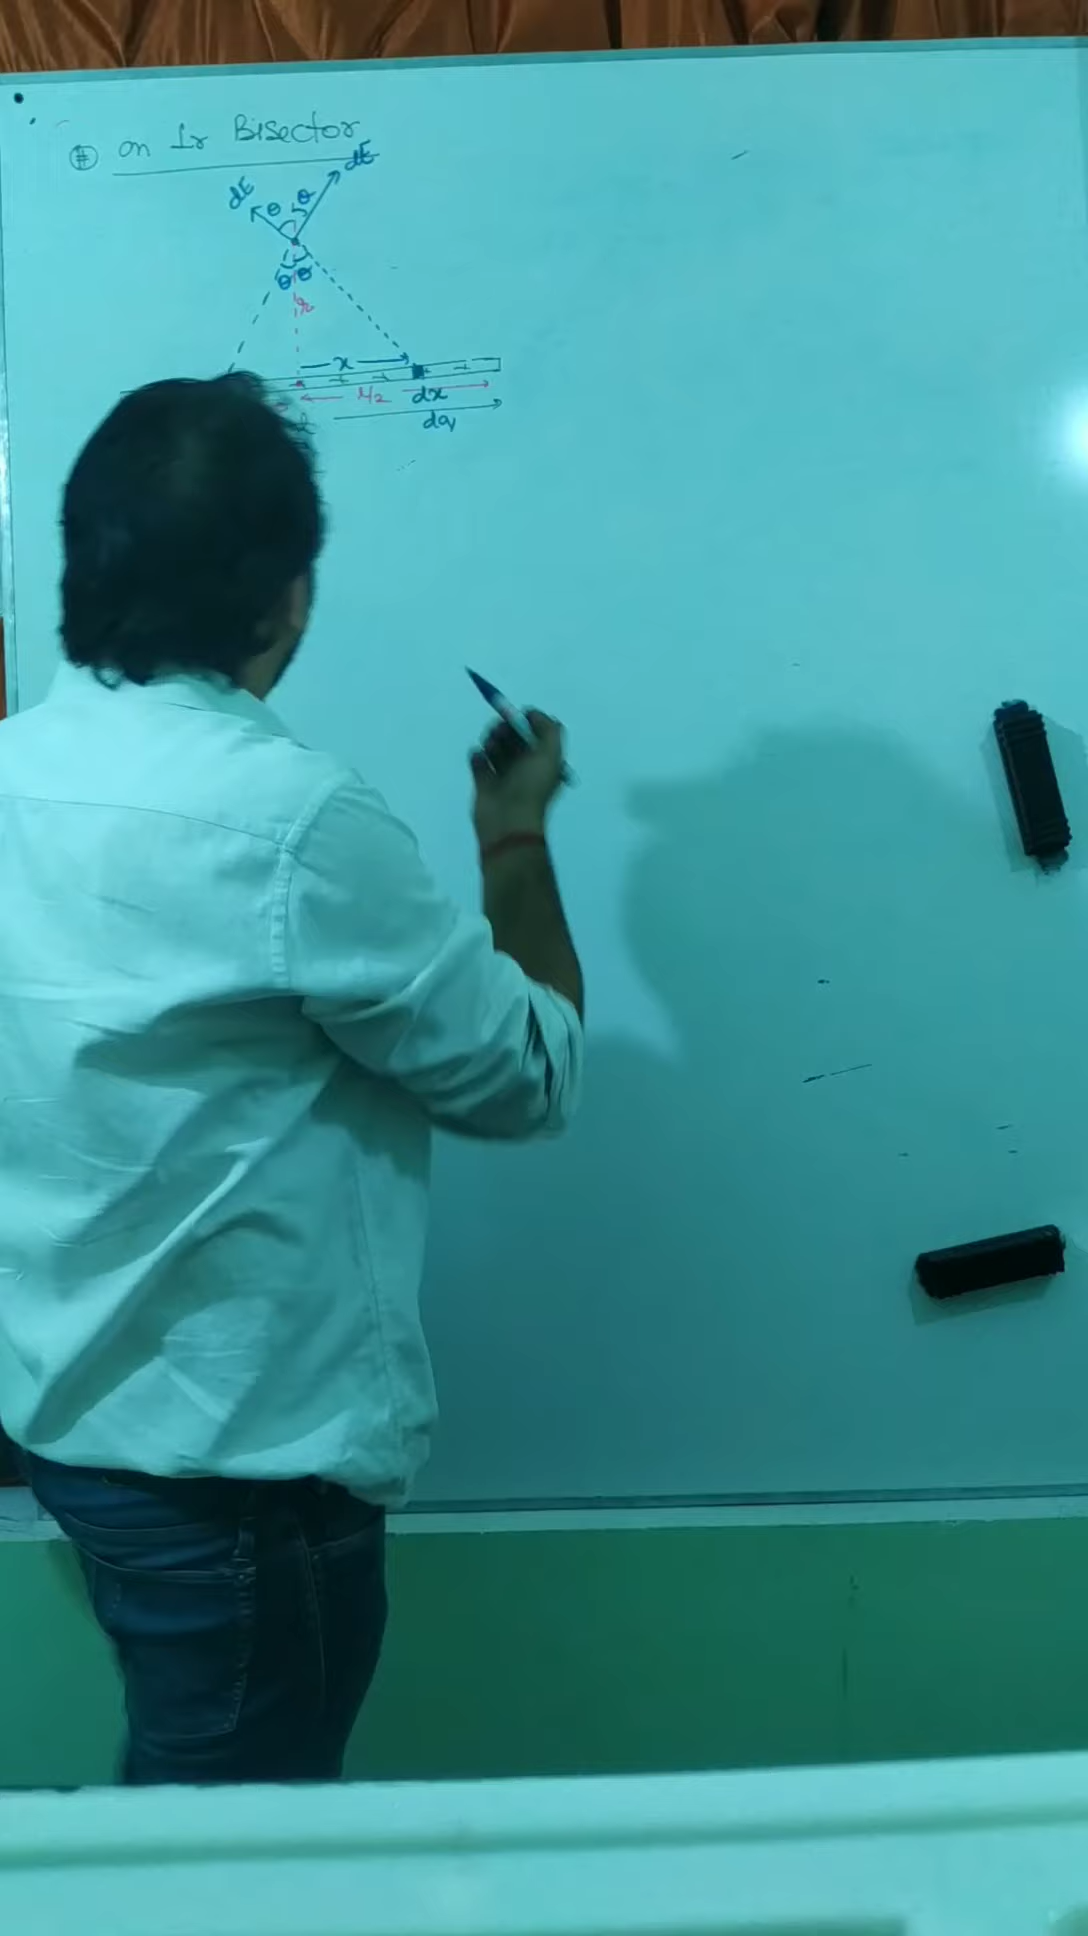 # on ⊥r Bisector
dE dE
θ θ
θ θ
r
x
L/2 dx
dq